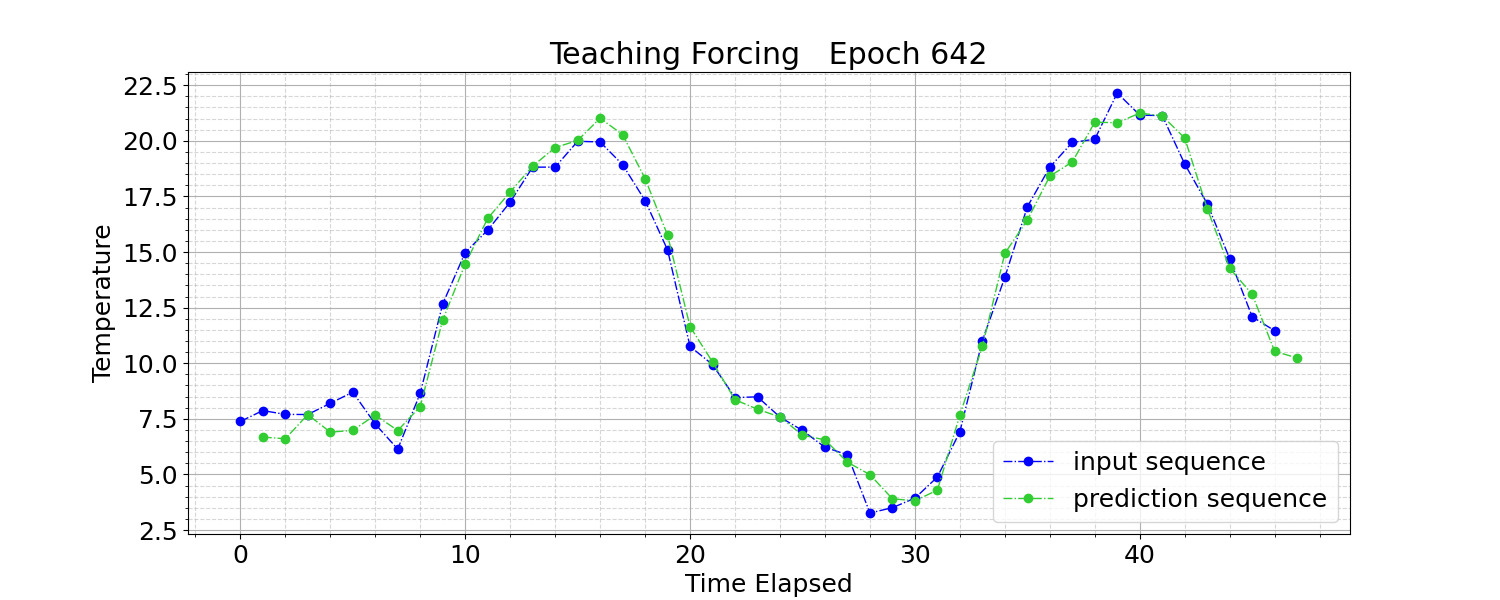 Teaching Forcing   Epoch 642
22.5
20.0
17.5
15.0
12.5
10.0
7.5
5.0
2.5
Temperature
input sequence
prediction sequence
0 10 20 30 40
Time Elapsed